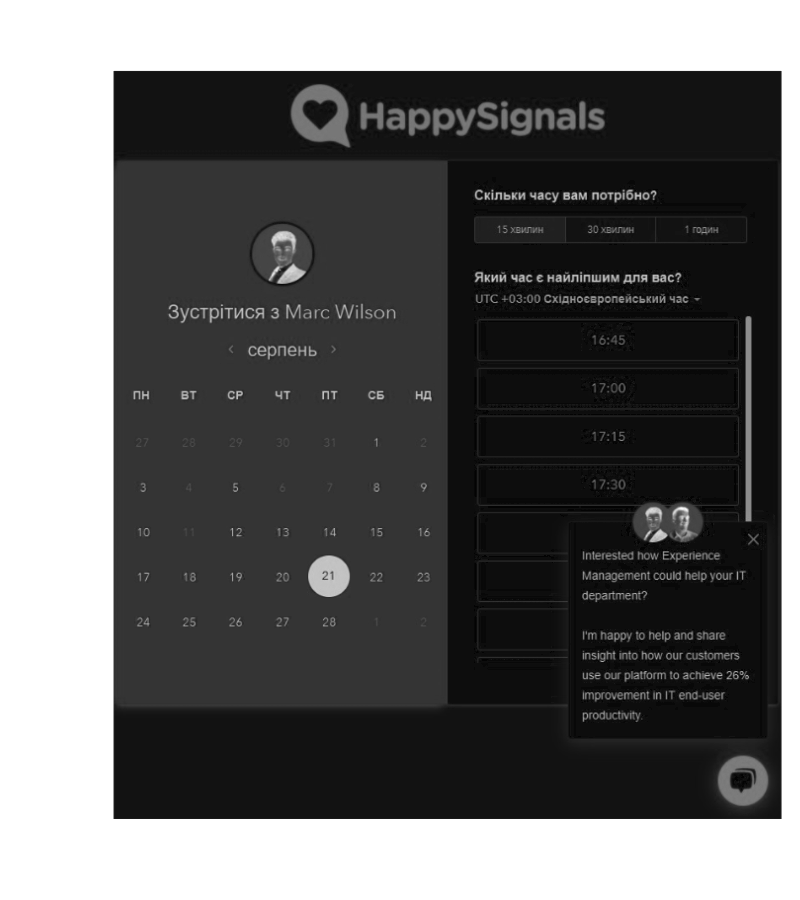 HappySignals
Зустрітися з Marc Wilson
серпень
ПН ВТ СР ЧТ ПТ СБ НД
27 28 29 30 31 1 2
3 4 5 6 7 8 9
10 11 12 13 14 15 16
17 18 19 20 21 22 23
24 25 26 27 28 1 2
Скільки часу вам потрібно?
15 хвилин 30 хвилин 1 годин
Який час є найліпшим для вас?
UTC +03:00 Східноєвропейський час
16:45
17:00
17:15
17:30
Interested how Experience
Management could help your IT
department?
I'm happy to help and share
insight into how our customers
use our platform to achieve 26%
improvement in IT end-user
productivity.